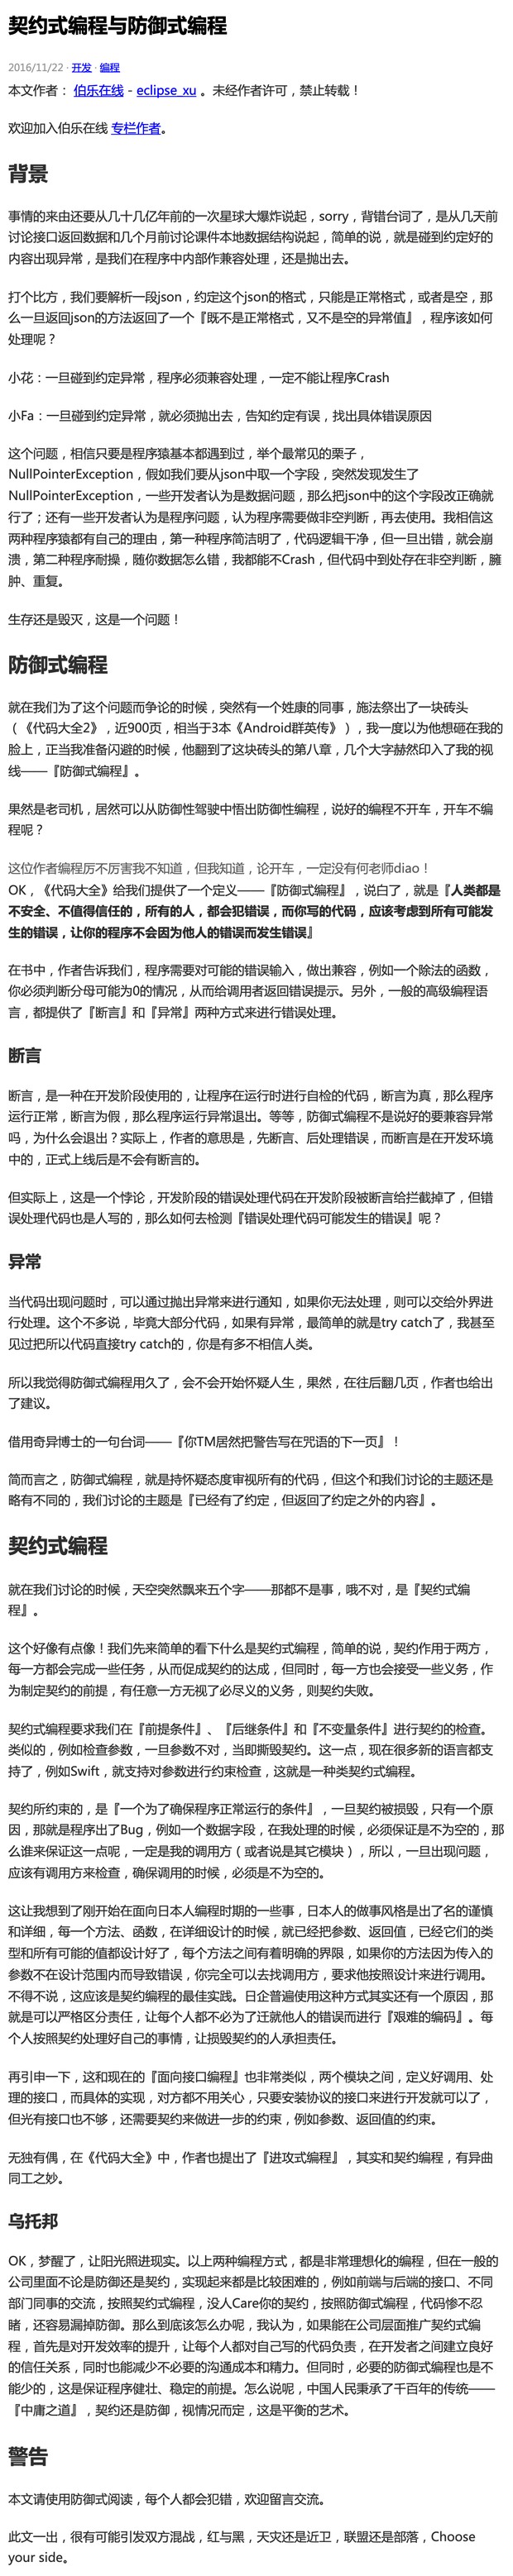 契约式编程与防御式编程
2016/11/22 · 开发 · 编程
本文作者： 伯乐在线 - eclipse_xu 。未经作者许可，禁止转载！
欢迎加入伯乐在线 专栏作者。
背景
事情的来由还要从几十几亿年前的一次星球大爆炸说起，sorry，背错台词了，是从几天前
讨论接口返回数据和几个月前讨论课件本地数据结构说起，简单的说，就是碰到约定好的
内容出现异常，是我们在程序中内部作兼容处理，还是抛出去。
打个比方，我们要解析一段json，约定这个json的格式，只能是正常格式，或者是空，那
么一旦返回json的方法返回了一个『既不是正常格式，又不是空的异常值』，程序该如何
处理呢？
小花：一旦碰到约定异常，程序必须兼容处理，一定不能让程序Crash
小Fa：一旦碰到约定异常，就必须抛出去，告知约定有误，找出具体错误原因
这个问题，相信只要是程序猿基本都遇到过，举个最常见的栗子，
NullPointerException，假如我们要从json中取一个字段，突然发现发生了
NullPointerException，一些开发者认为是数据问题，那么把json中的这个字段改正确就
行了；还有一些开发者认为是程序问题，认为程序需要做非空判断，再去使用。我相信这
两种程序猿都有自己的理由，第一种程序简洁明了，代码逻辑干净，但一旦出错，就会崩
溃，第二种程序耐操，随你数据怎么错，我都能不Crash，但代码中到处存在非空判断，臃
肿、重复。
生存还是毁灭，这是一个问题！
防御式编程
就在我们为了这个问题而争论的时候，突然有一个姓康的同事，施法祭出了一块砖头
（《代码大全2》，近900页，相当于3本《Android群英传》），我一度以为他想砸在我的
脸上，正当我准备闪避的时候，他翻到了这块砖头的第八章，几个大字赫然印入了我的视
线——『防御式编程』。
果然是老司机，居然可以从防御性驾驶中悟出防御性编程，说好的编程不开车，开车不编
程呢？
这位作者编程厉不厉害我不知道，但我知道，论开车，一定没有何老师diao！
OK，《代码大全》给我们提供了一个定义——『防御式编程』，说白了，就是『人类都是
不安全、不值得信任的，所有的人，都会犯错误，而你写的代码，应该考虑到所有可能发
生的错误，让你的程序不会因为他人的错误而发生错误』
在书中，作者告诉我们，程序需要对可能的错误输入，做出兼容，例如一个除法的函数，
你必须判断分母可能为0的情况，从而给调用者返回错误提示。另外，一般的高级编程语
言，都提供了『断言』和『异常』两种方式来进行错误处理。
断言
断言，是一种在开发阶段使用的，让程序在运行时进行自检的代码，断言为真，那么程序
运行正常，断言为假，那么程序运行异常退出。等等，防御式编程不是说好的要兼容异常
吗，为什么会退出？实际上，作者的意思是，先断言、后处理错误，而断言是在开发环境
中的，正式上线后是不会有断言的。
但实际上，这是一个悖论，开发阶段的错误处理代码在开发阶段被断言给拦截掉了，但错
误处理代码也是人写的，那么如何去检测『错误处理代码可能发生的错误』呢？
异常
当代码出现问题时，可以通过抛出异常来进行通知，如果你无法处理，则可以交给外界进
行处理。这个不多说，毕竟大部分代码，如果有异常，最简单的就是try catch了，我甚至
见过把所以代码直接try catch的，你是有多不相信人类。
所以我觉得防御式编程用久了，会不会开始怀疑人生，果然，在往后翻几页，作者也给出
了建议。
借用奇异博士的一句台词——『你TM居然把警告写在咒语的下一页』！
简而言之，防御式编程，就是持怀疑态度审视所有的代码，但这个和我们讨论的主题还是
略有不同的，我们讨论的主题是『已经有了约定，但返回了约定之外的内容』。
契约式编程
就在我们讨论的时候，天空突然飘来五个字——那都不是事，哦不对，是『契约式编
程』。
这个好像有点像！我们先来简单的看下什么是契约式编程，简单的说，契约作用于两方，
每一方都会完成一些任务，从而促成契约的达成，但同时，每一方也会接受一些义务，作
为制定契约的前提，有任意一方无视了必尽义的义务，则契约失败。
契约式编程要求我们在『前提条件』、『后继条件』和『不变量条件』进行契约的检查。
类似的，例如检查参数，一旦参数不对，当即撕毁契约。这一点，现在很多新的语言都支
持了，例如Swift，就支持对参数进行约束检查，这就是一种类契约式编程。
契约所约束的，是『一个为了确保程序正常运行的条件』，一旦契约被损毁，只有一个原
因，那就是程序出了Bug，例如一个数据字段，在我处理的时候，必须保证是不为空的，那
么谁来保证这一点呢，一定是我的调用方（或者说是其它模块），所以，一旦出现问题，
应该有调用方来检查，确保调用的时候，必须是不为空的。
这让我想到了刚开始在面向日本人编程时期的一些事，日本人的做事风格是出了名的谨慎
和详细，每一个方法、函数，在详细设计的时候，就已经把参数、返回值，已经它们的类
型和所有可能的值都设计好了，每个方法之间有着明确的界限，如果你的方法因为传入的
参数不在设计范围内而导致错误，你完全可以去找调用方，要求他按照设计来进行调用。
不得不说，这应该是契约编程的最佳实践。日企普遍使用这种方式其实还有一个原因，那
就是可以严格区分责任，让每个人都不必为了迁就他人的错误而进行『艰难的编码』。每
个人按照契约处理好自己的事情，让损毁契约的人承担责任。
再引申一下，这和现在的『面向接口编程』也非常类似，两个模块之间，定义好调用、处
理的接口，而具体的实现，对方都不用关心，只要安装协议的接口来进行开发就可以了，
但光有接口也不够，还需要契约来做进一步的约束，例如参数、返回值的约束。
无独有偶，在《代码大全》中，作者也提出了『进攻式编程』，其实和契约编程，有异曲
同工之妙。
乌托邦
OK，梦醒了，让阳光照进现实。以上两种编程方式，都是非常理想化的编程，但在一般的
公司里面不论是防御还是契约，实现起来都是比较困难的，例如前端与后端的接口、不同
部门同事的交流，按照契约式编程，没人Care你的契约，按照防御式编程，代码惨不忍
睹，还容易漏掉防御。那么到底该怎么办呢，我认为，如果能在公司层面推广契约式编
程，首先是对开发效率的提升，让每个人都对自己写的代码负责，在开发者之间建立良好
的信任关系，同时也能减少不必要的沟通成本和精力。但同时，必要的防御式编程也是不
能少的，这是保证程序健壮、稳定的前提。怎么说呢，中国人民秉承了千百年的传统——
『中庸之道』，契约还是防御，视情况而定，这是平衡的艺术。
警告
本文请使用防御式阅读，每个人都会犯错，欢迎留言交流。
此文一出，很有可能引发双方混战，红与黑，天灾还是近卫，联盟还是部落，Choose
your side。